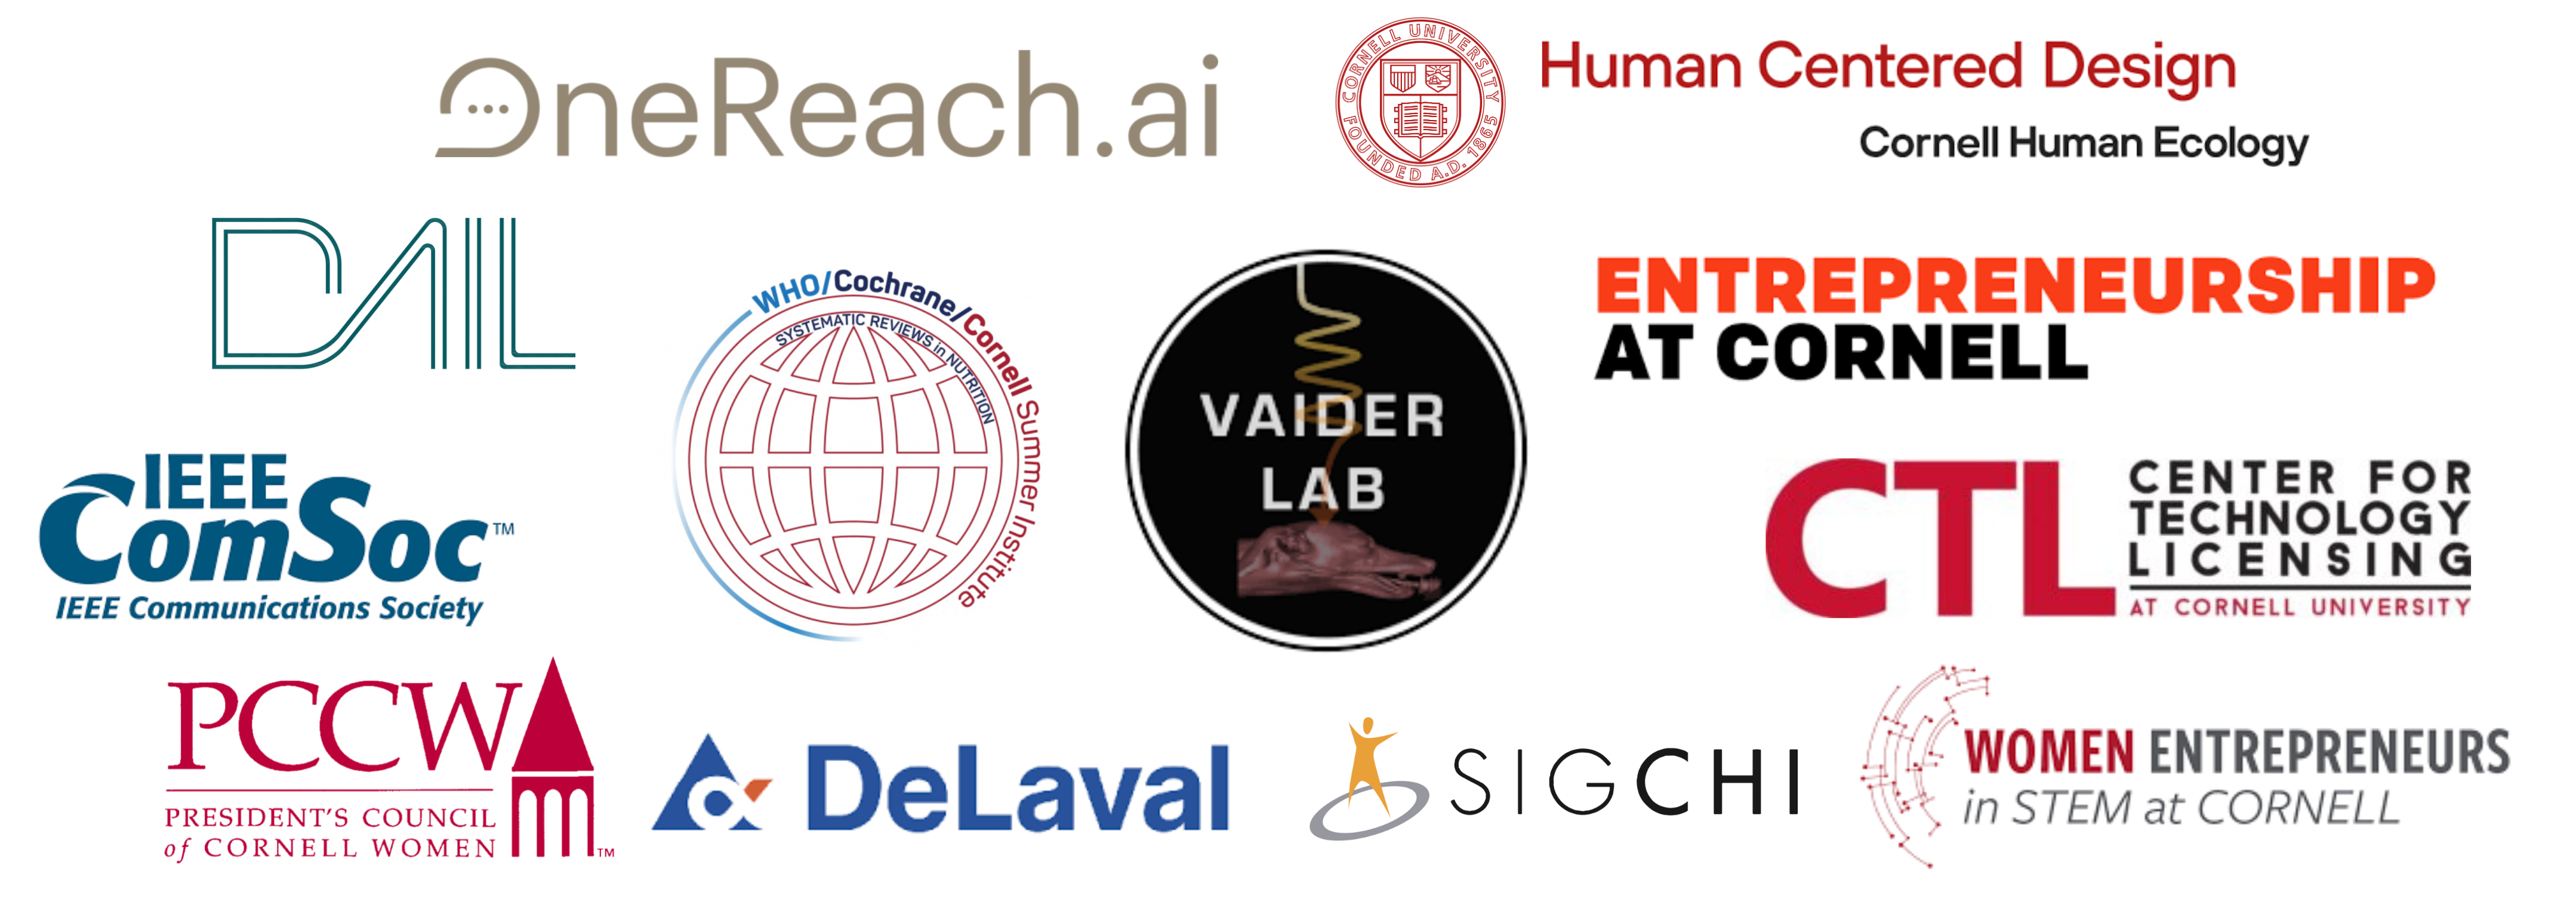 OneReach.ai
CORNELL UNIVERSITY
FOUNDED A.D. 1865
Human Centered Design
Cornell Human Ecology
DAIL
WHO/Cochrane/Cornell Summer Institute
SYSTEMATIC REVIEWS in NUTRITION
VAIDER
LAB
ENTREPRENEURSHIP
AT CORNELL
IEEE
ComSoc™
IEEE Communications Society
CTL
CENTER FOR
TECHNOLOGY
LICENSING
AT CORNELL UNIVERSITY
PCCW
PRESIDENT'S COUNCIL
of CORNELL WOMEN
TM
DeLaval
SIGCHI
WOMEN ENTREPRENEURS
in STEM at CORNELL